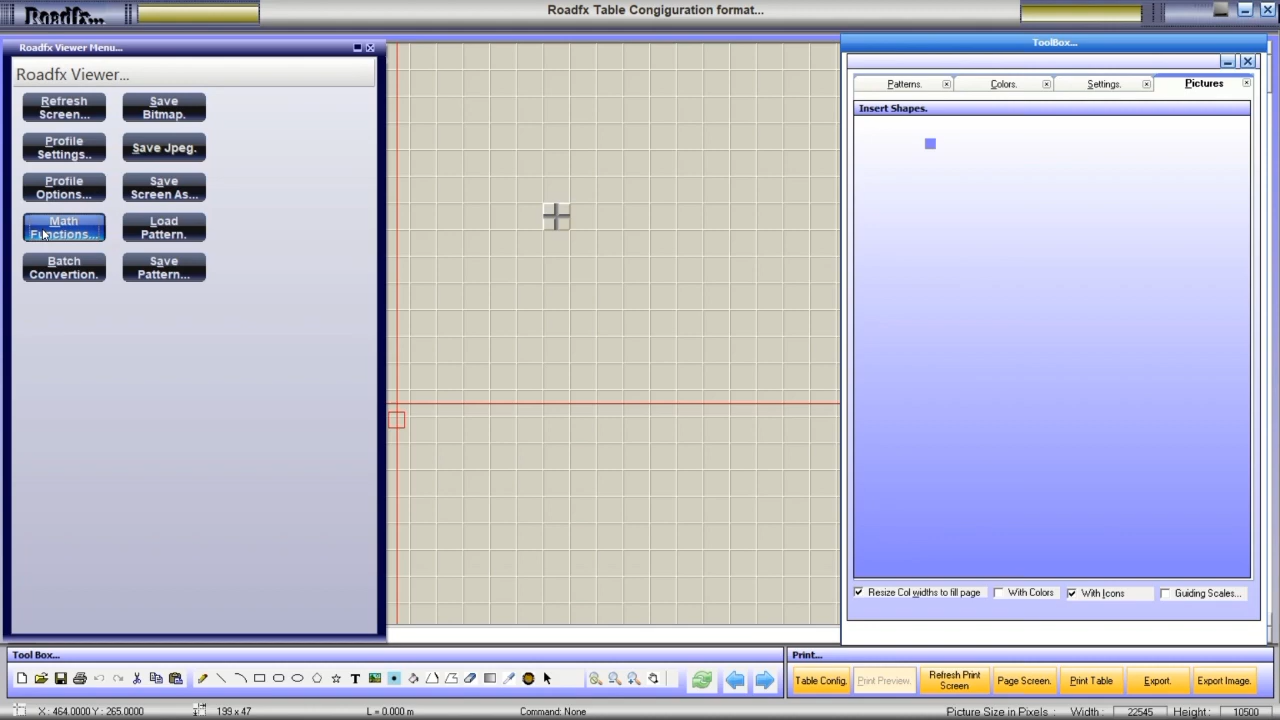 Roadfx...
Roadfx Table Congiguration format...
Roadfx Viewer Menu...
Roadfx Viewer...
Refresh
Screen...
Save
Bitmap.
Profile
Settings..
Save Jpeg.
Profile
Options...
Save
Screen As...
Math
Functions...
Load
Pattern.
Batch
Convertion.
Save
Pattern...
ToolBox...
Patterns.
Colors.
Settings.
Pictures
Insert Shapes.
Resize Col widths to fill page
With Colors
With Icons
Guiding Scales...
Tool Box...
T
Print...
Table Config.
Print Preview.
Refresh Print
Screen
Page Screen.
Print Table
Export.
Export Image.
X : 464.0000 Y : 265.0000
199 x 47
L = 0.000 m
Command: None
Picture Size in Pixels :
Width :
22545
Height :
10500